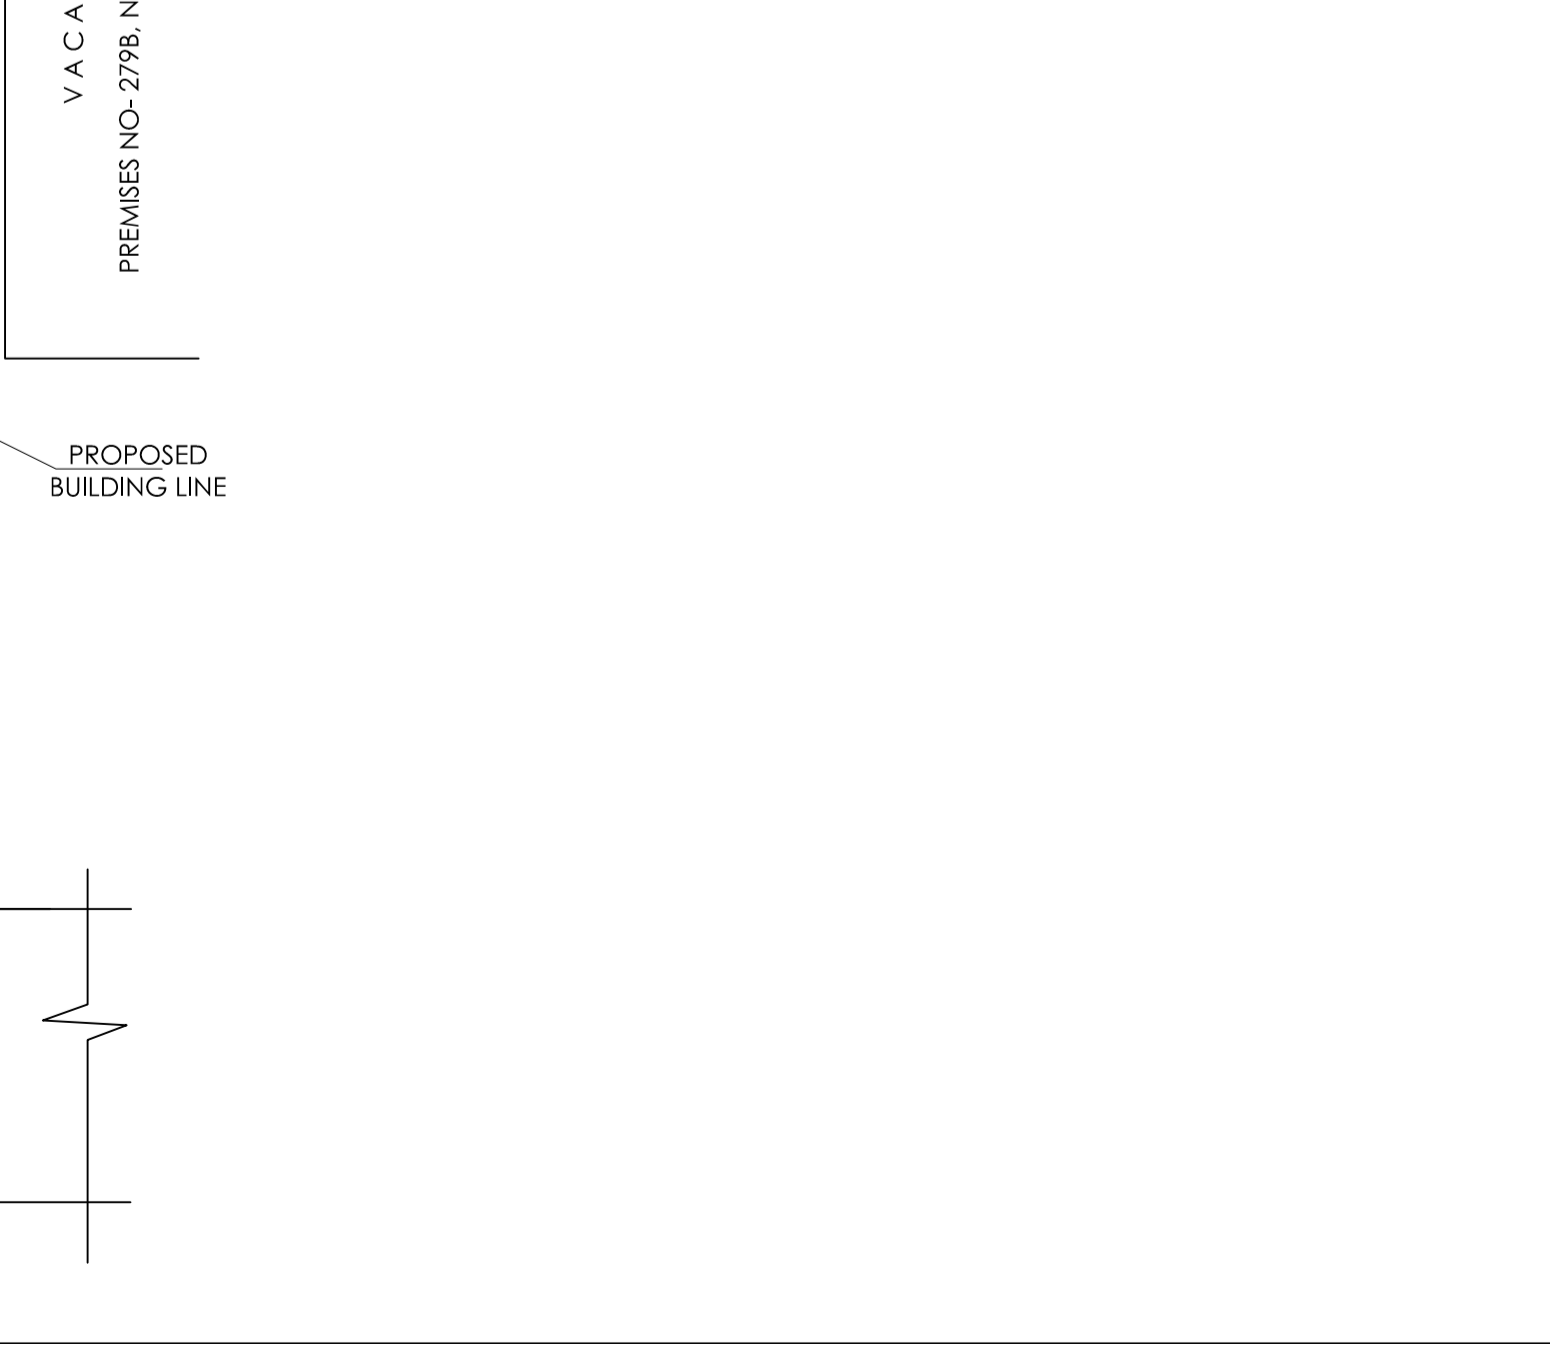 V A C A
PREMISES NO- 279B, N
PROPOSED
BUILDING LINE